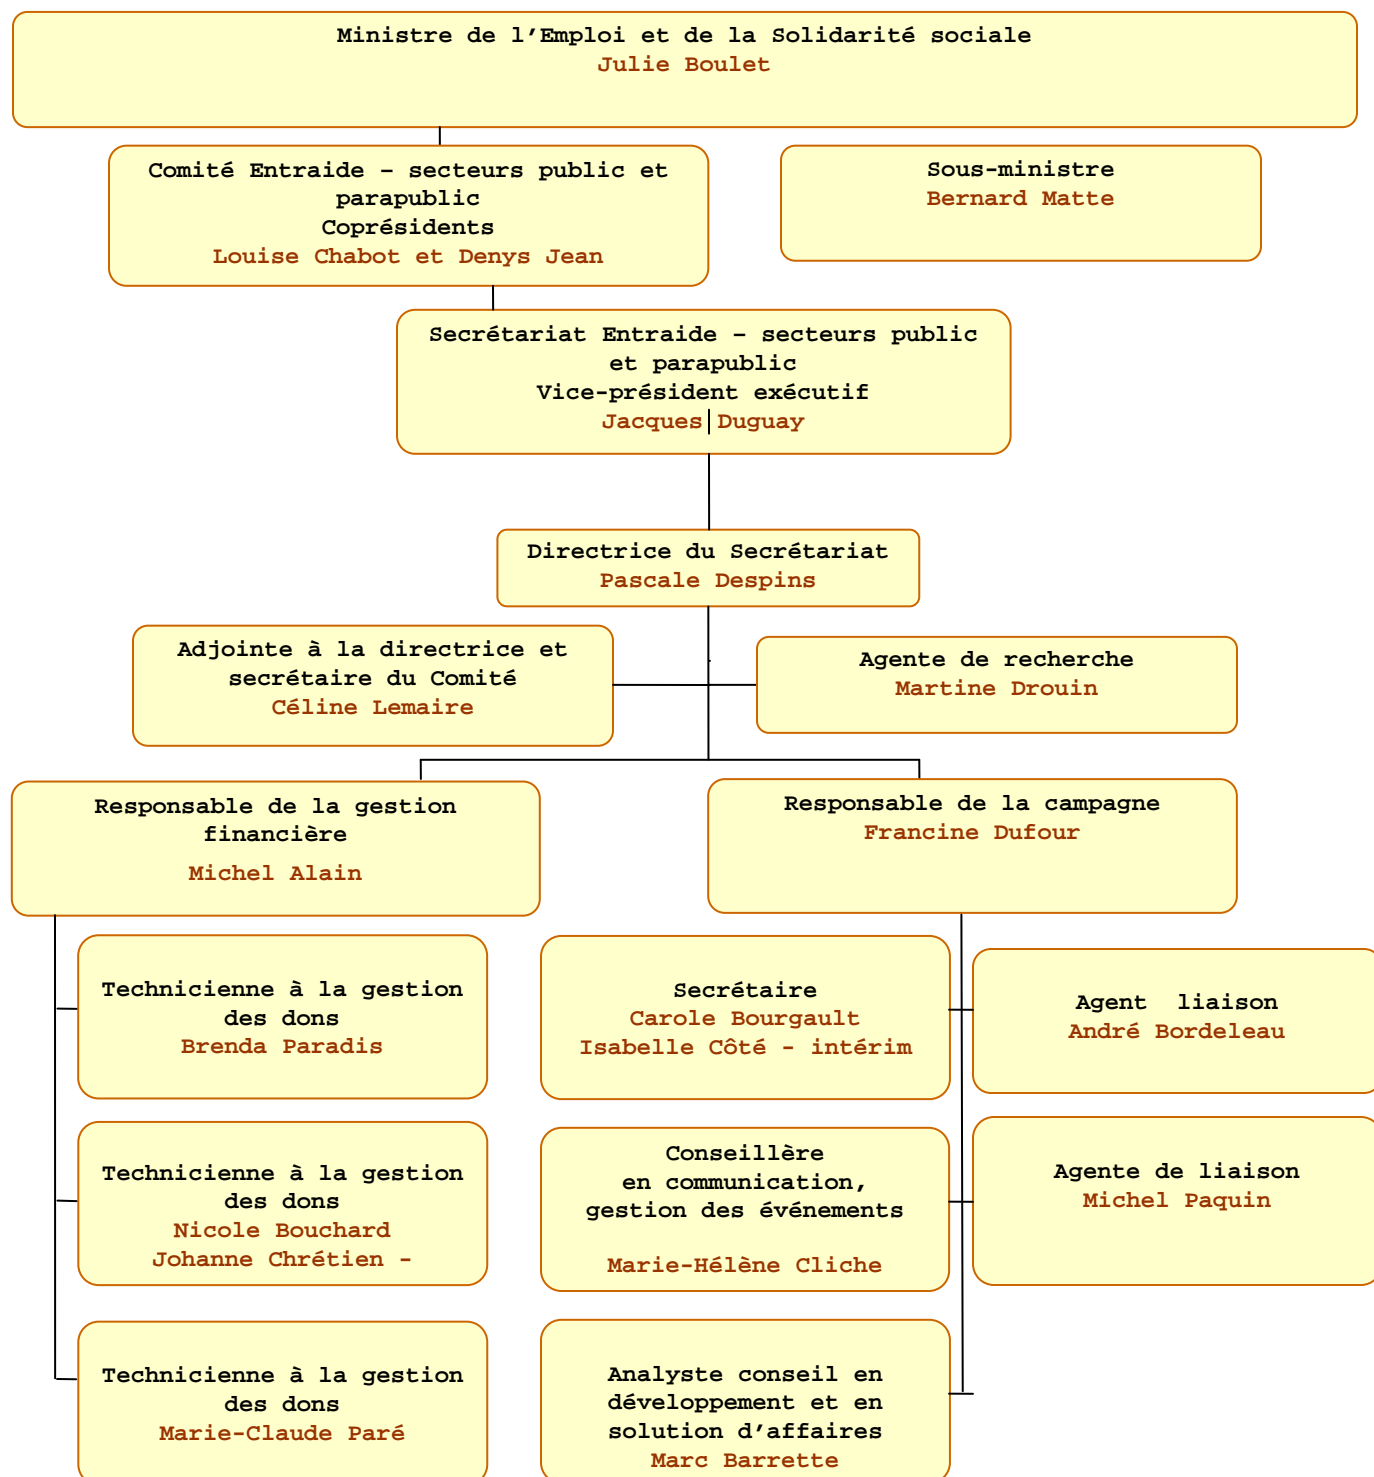 Ministre de l’Emploi et de la Solidarité sociale
Julie Boulet
Comité Entraide – secteurs public et
parapublic
Coprésidents
Louise Chabot et Denys Jean
Sous-ministre
Bernard Matte
Secrétariat Entraide – secteurs public
et parapublic
Vice-président exécutif
Jacques Duguay
Directrice du Secrétariat
Pascale Despins
Adjointe à la directrice et
secrétaire du Comité
Céline Lemaire
Agente de recherche
Martine Drouin
Responsable de la gestion
financière
Michel Alain
Responsable de la campagne
Francine Dufour
Technicienne à la gestion
des dons
Brenda Paradis
Secrétaire
Carole Bourgault
Isabelle Côté - intérim
Agent  liaison
André Bordeleau
Technicienne à la gestion
des dons
Nicole Bouchard
Johanne Chrétien -
Conseillère
en communication,
gestion des événements
Marie-Hélène Cliche
Agente de liaison
Michel Paquin
Technicienne à la gestion
des dons
Marie-Claude Paré
Analyste conseil en
développement et en
solution d’affaires
Marc Barrette